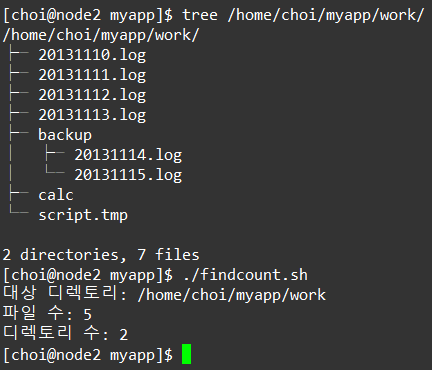 [choi@node2 myapp]$ tree /home/choi/myapp/work/
/home/choi/myapp/work/
├─ 20131110.log
├─ 20131111.log
├─ 20131112.log
├─ 20131113.log
├─ backup
│   ├─ 20131114.log
│   └─ 20131115.log
├─ calc
└─ script.tmp

2 directories, 7 files
[choi@node2 myapp]$ ./findcount.sh
대상 디렉토리: /home/choi/myapp/work
파일 수: 5
디렉토리 수: 2
[choi@node2 myapp]$